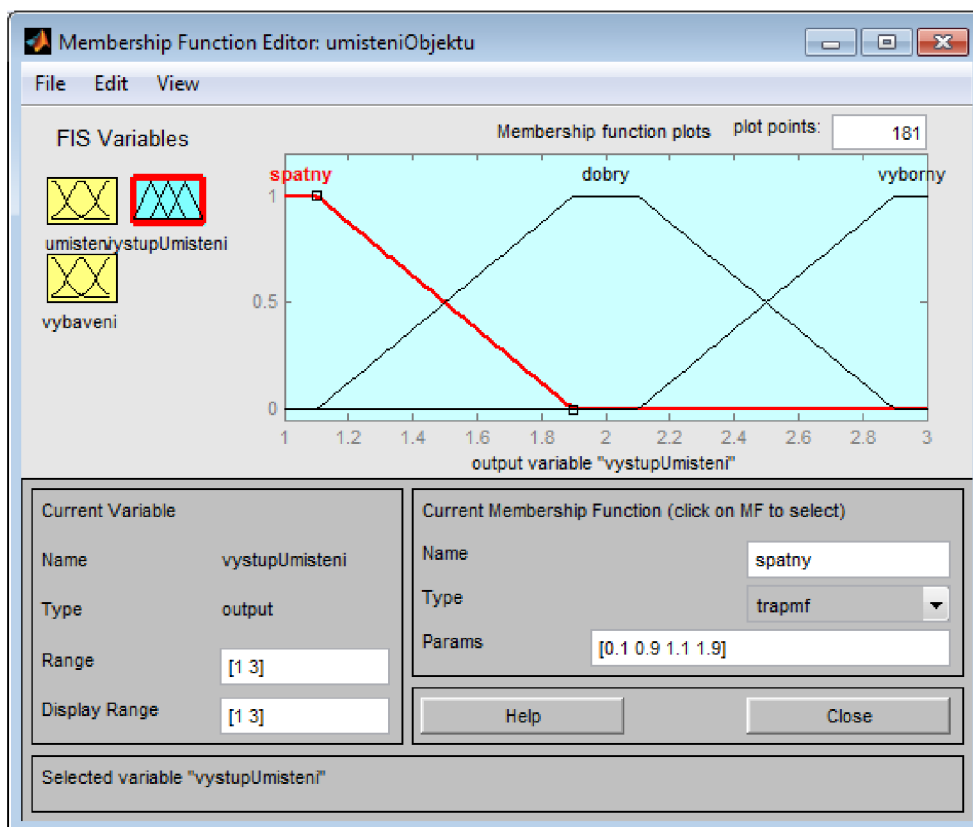 Membership Function Editor: umisteniObjektu
File Edit View
FIS Variables
Membership function plots
plot points: 181
umisteni
vystupUmisteni
vybaveni
spatny dobry vyborny
1
0.5
0
1 1.2 1.4 1.6 1.8 2 2.2 2.4 2.6 2.8 3
output variable "vystupUmisteni"
Current Variable
Name vystupUmisteni
Type output
Range [1 3]
Display Range [1 3]
Current Membership Function (click on MF to select)
Name spatny
Type trapmf
Params [0.1 0.9 1.1 1.9]
Help Close
Selected variable "vystupUmisteni"